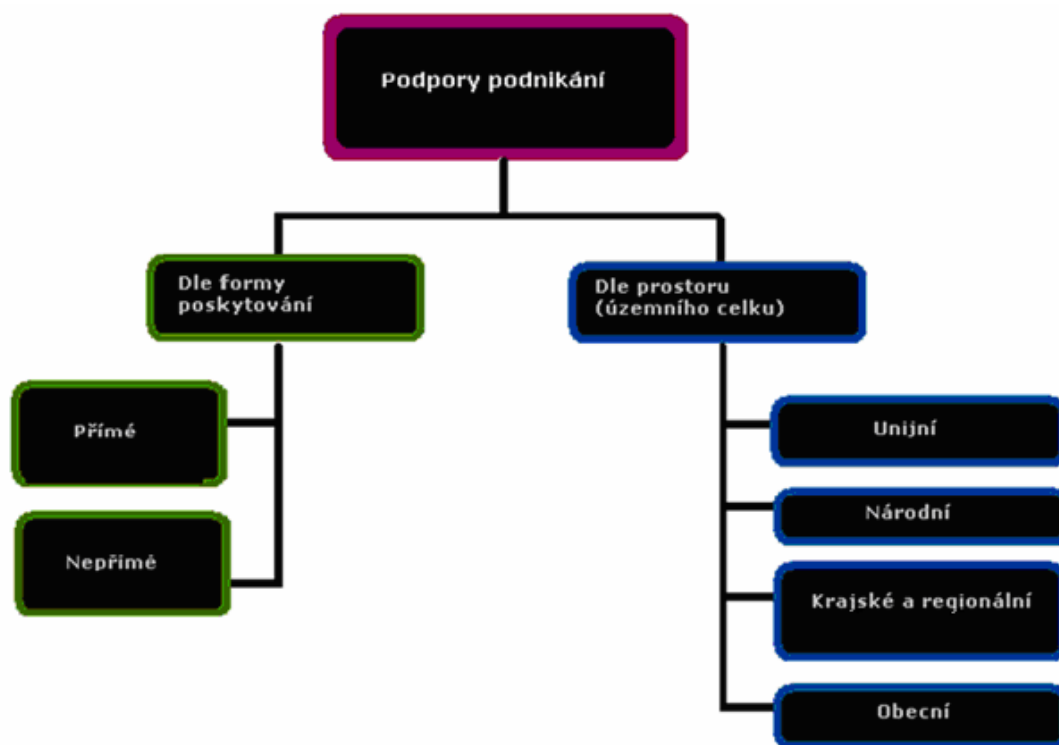 Podpory podnikání
Dle formy
poskytování
Dle prostoru
(územního celku)
Přímé
Nepřímé
Unijní
Národní
Krajské a regionální
Obecní